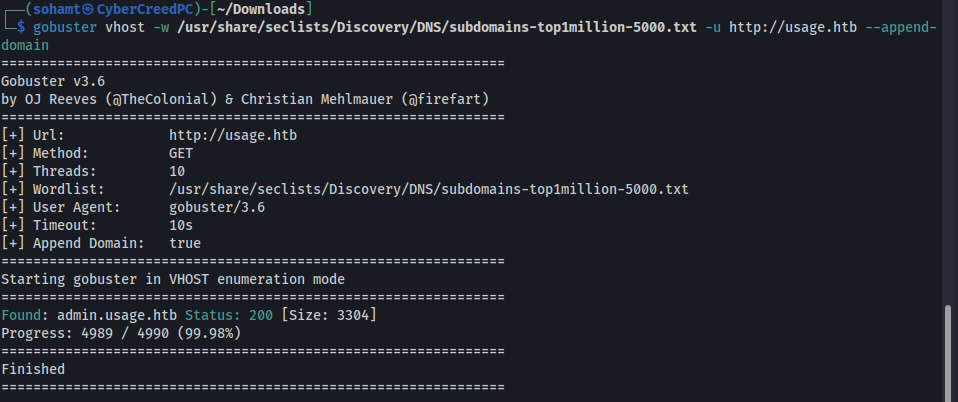 ┌──(sohamt㉿CyberCreedPC)-[~/Downloads]
└─$ gobuster vhost -w /usr/share/seclists/Discovery/DNS/subdomains-top1million-5000.txt -u http://usage.htb --append-
domain
===============================================================
Gobuster v3.6
by OJ Reeves (@TheColonial) & Christian Mehlmauer (@firefart)
===============================================================
[+] Url:             http://usage.htb
[+] Method:          GET
[+] Threads:         10
[+] Wordlist:        /usr/share/seclists/Discovery/DNS/subdomains-top1million-5000.txt
[+] User Agent:      gobuster/3.6
[+] Timeout:         10s
[+] Append Domain:   true
===============================================================
Starting gobuster in VHOST enumeration mode
===============================================================
Found: admin.usage.htb Status: 200 [Size: 3304]
Progress: 4989 / 4990 (99.98%)
===============================================================
Finished
===============================================================